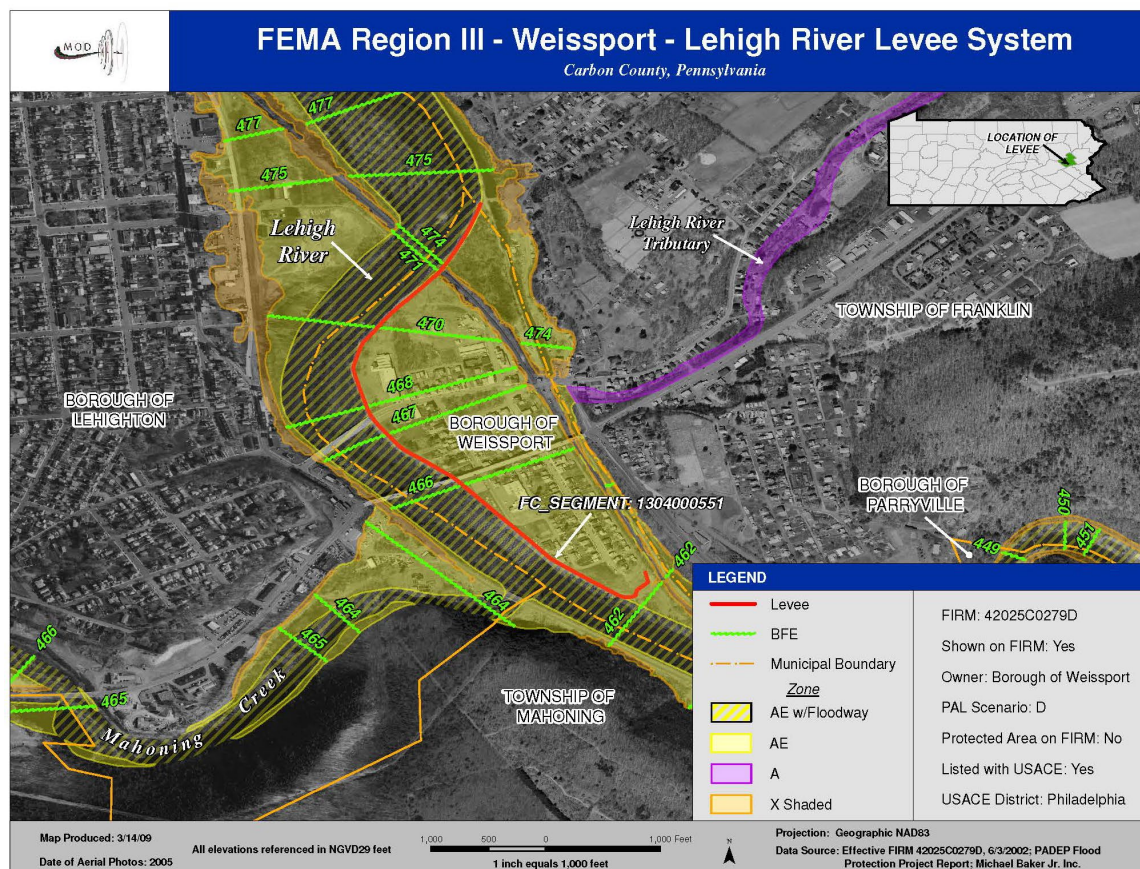 MOD
FEMA Region III - Weissport - Lehigh River Levee System
Carbon County, Pennsylvania
477
477
475
475
LOCATION OF
LEVEE
Lehigh
River
474
471
Lehigh River
Tributary
TOWNSHIP OF FRANKLIN
470
474
468
467
BOROUGH OF
LEHIGHTON
BOROUGH OF
WEISSPORT
466
FC_SEGMENT: 1304000551
BOROUGH OF
PARRYVILLE
450
449
451
462
464
464
462
465
466
465
Mahoning Creek
TOWNSHIP OF
MAHONING
LEGEND
Levee
BFE
Municipal Boundary
Zone
AE w/Floodway
AE
A
X Shaded
FIRM: 42025C0279D
Shown on FIRM: Yes
Owner: Borough of Weissport
PAL Scenario: D
Protected Area on FIRM: No
Listed with USACE: Yes
USACE District: Philadelphia
Map Produced: 3/14/09
Date of Aerial Photos: 2005
All elevations referenced in NGVD29 feet
1,000 500 0 1,000 Feet
1 inch equals 1,000 feet
N
Projection: Geographic NAD83
Data Source: Effective FIRM 42025C0279D, 6/3/2002; PADEP Flood
Protection Project Report; Michael Baker Jr. Inc.